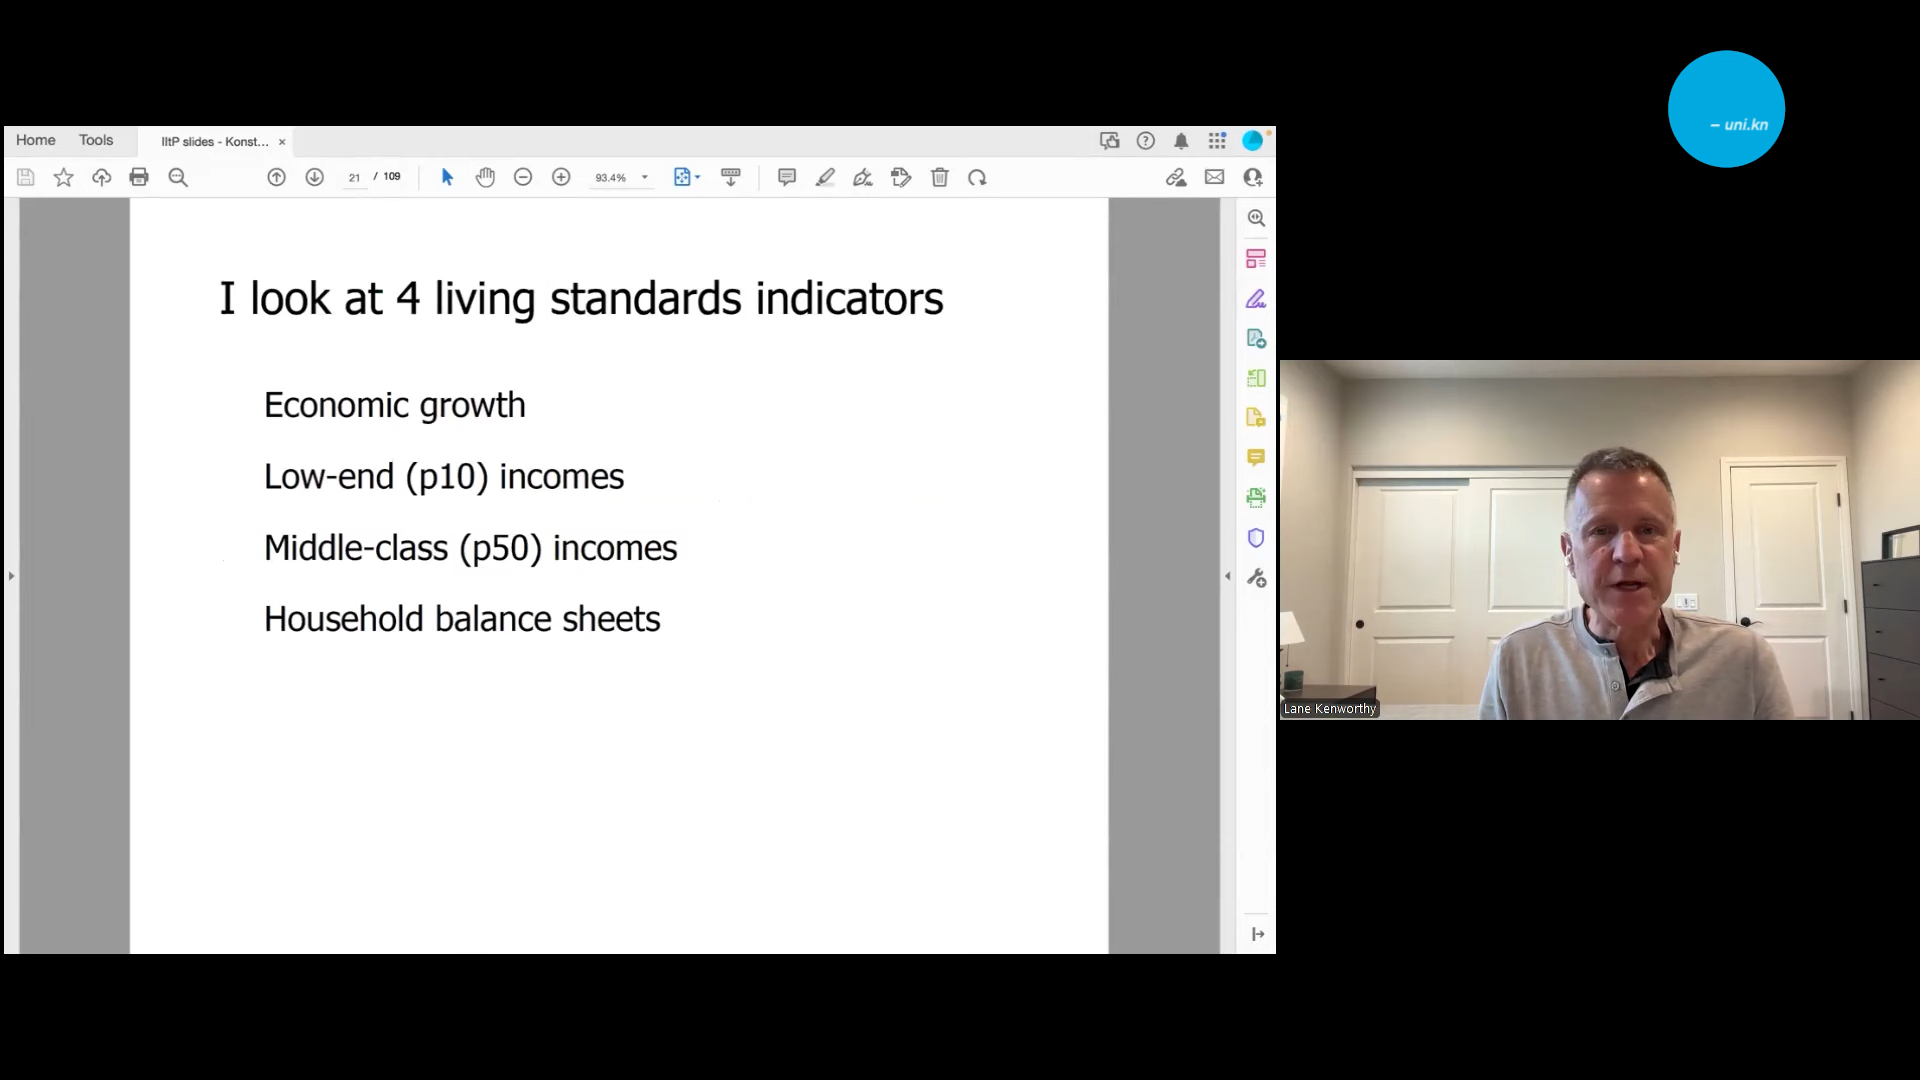 – uni.kn
Home Tools IItP slides - Konst... ×
21 / 109 93.4%
I look at 4 living standards indicators
Economic growth
Low-end (p10) incomes
Middle-class (p50) incomes
Household balance sheets
Lane Kenworthy